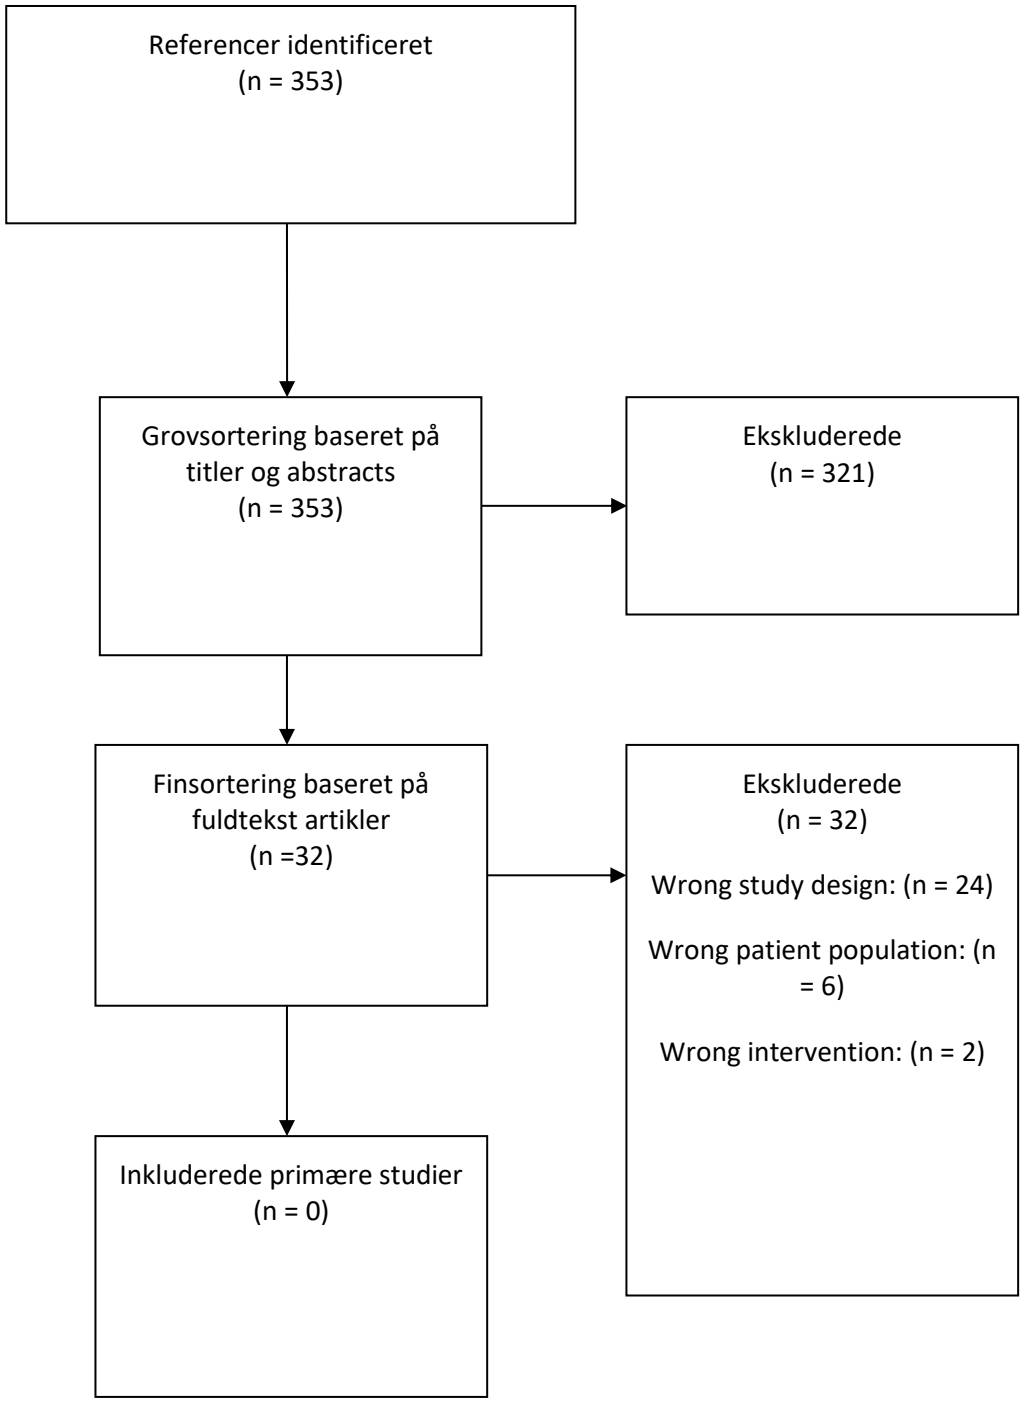 Referencer identificeret
(n = 353)
Grovsortering baseret på
titler og abstracts
(n = 353)
Ekskluderede
(n = 321)
Finsortering baseret på
fuldtekst artikler
(n =32)
Ekskluderede
(n = 32)
Wrong study design: (n = 24)
Wrong patient population: (n
= 6)
Wrong intervention: (n = 2)
Inkluderede primære studier
(n = 0)